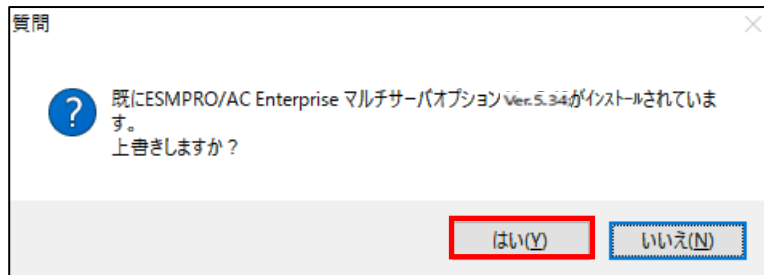 質問
既にESMPRO/AC Enterprise マルチサーバオプション Ver.5.34がインストールされていま
す。
上書きしますか？
はい(Y)
いいえ(N)